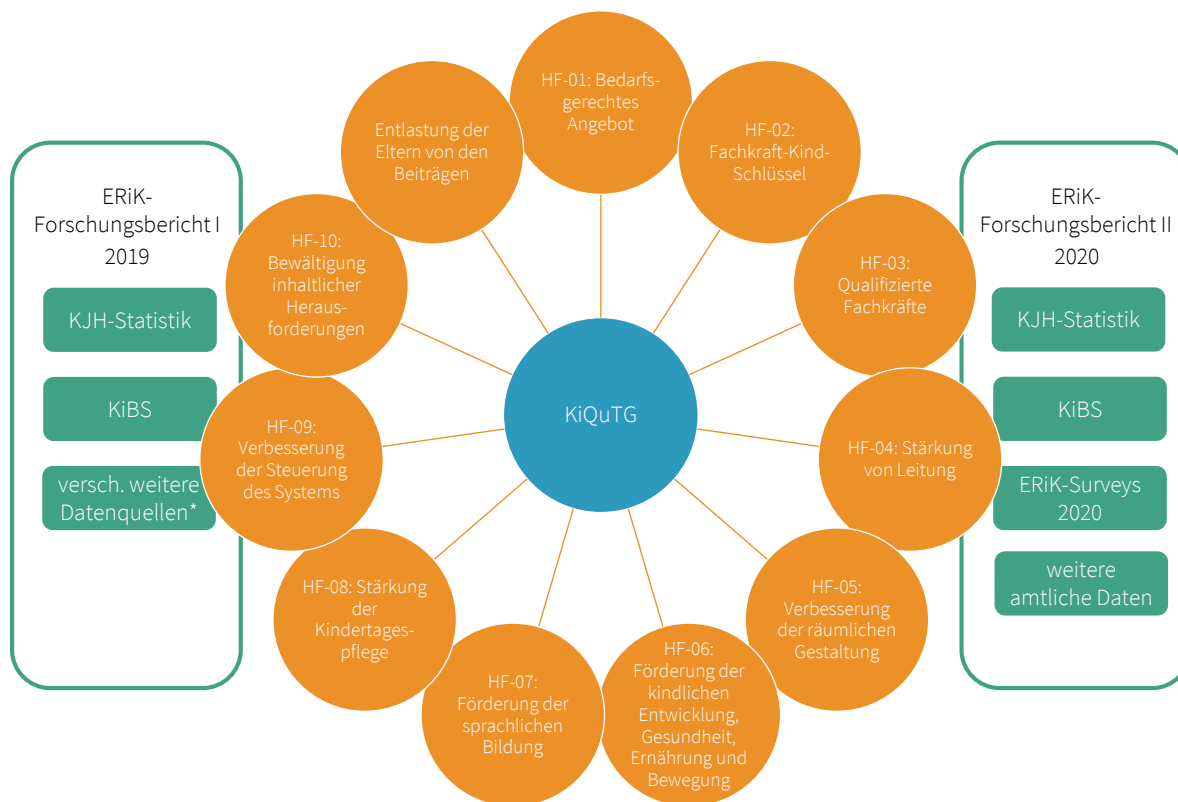 ERiK-
Forschungsbericht I
2019
KJH-Statistik
KiBS
versch. weitere
Datenquellen*
HF-01: Bedarfs-
gerechtes
Angebot
HF-02:
Fachkraft-Kind-
Schlüssel
HF-03:
Qualifizierte
Fachkräfte
HF-04: Stärkung
von Leitung
HF-05:
Verbesserung
der räumlichen
Gestaltung
HF-06:
Förderung der
kindlichen
Entwicklung,
Gesundheit,
Ernährung und
Bewegung
HF-07:
Förderung der
sprachlichen
Bildung
HF-08: Stärkung
der
Kindertages-
pflege
HF-09:
Verbesserung
der Steuerung
des Systems
HF-10:
Bewältigung
inhaltlicher
Heraus-
forderungen
Entlastung der
Eltern von den
Beiträgen
KiQuTG
ERiK-
Forschungsbericht II
2020
KJH-Statistik
KiBS
ERiK-Surveys
2020
weitere
amtliche Daten